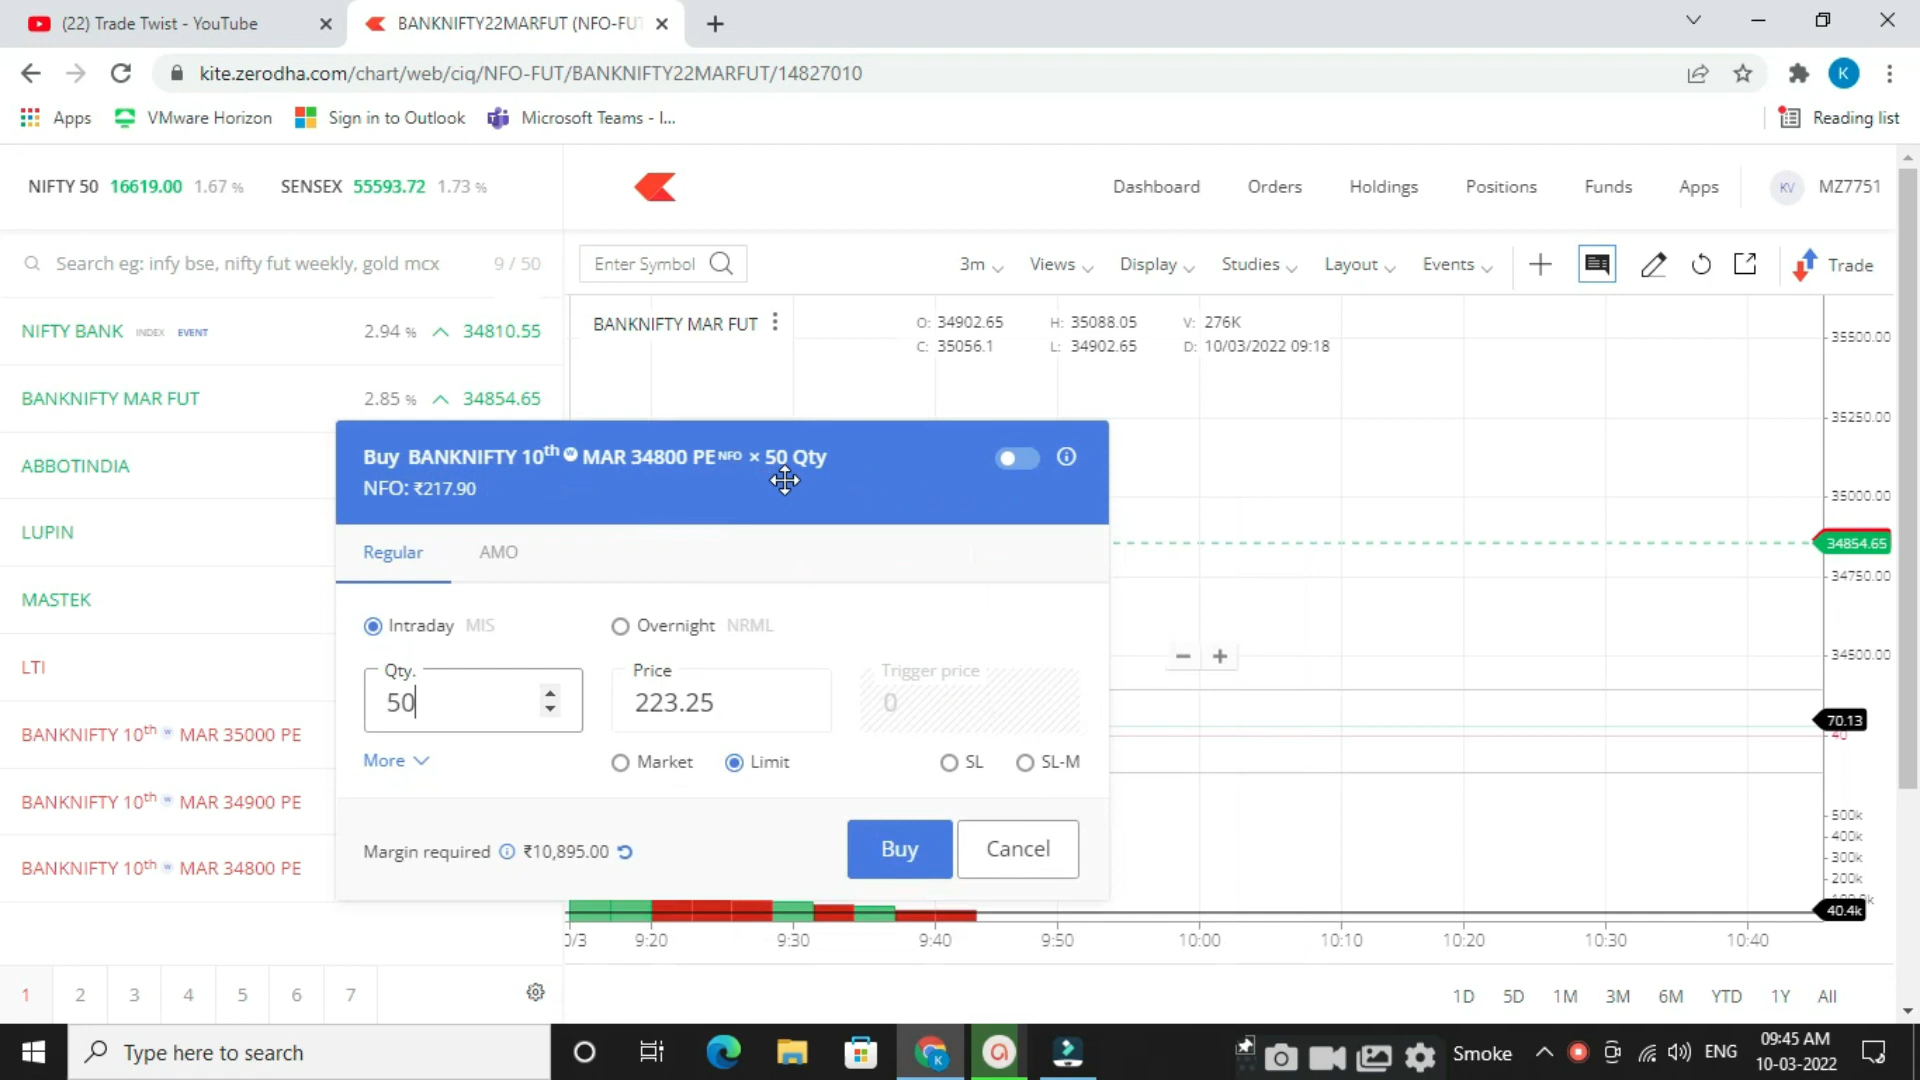 (22) Trade Twist - YouTube
BANKNIFTY22MARFUT (NFO-FUT
kite.zerodha.com/chart/web/ciq/NFO-FUT/BANKNIFTY22MARFUT/14827010
K
Apps
VMware Horizon
Sign in to Outlook
Microsoft Teams - I...
Reading list
NIFTY 50 16619.00 1.67 %
SENSEX 55593.72 1.73 %
Dashboard
Orders
Holdings
Positions
Funds
Apps
KV
MZ7751
Search eg: infy bse, nifty fut weekly, gold mcx
9 / 50
Enter Symbol
3m
Views
Display
Studies
Layout
Events
Trade
NIFTY BANK INDEX EVENT 2.94 % 34810.55
BANKNIFTY MAR FUT 2.85 % 34854.65
ABBOTINDIA
LUPIN
MASTEK
LTI
BANKNIFTY 10th W MAR 35000 PE
BANKNIFTY 10th W MAR 34900 PE
BANKNIFTY 10th W MAR 34800 PE
BANKNIFTY MAR FUT
O: 34902.65 H: 35088.05 V: 276K
C: 35056.1 L: 34902.65 D: 10/03/2022 09:18
Buy BANKNIFTY 10th W MAR 34800 PE NFO × 50 Qty
NFO: ₹217.90
Regular
AMO
Intraday MIS
Overnight NRML
Qty.
50
Price
223.25
Trigger price
0
More
Market
Limit
SL
SL-M
Margin required ₹10,895.00
Buy
Cancel
35500.00
35250.00
35000.00
34854.65
34750.00
34500.00
70.13
40
500k
400k
300k
200k
40.4k
0/3 9:20 9:30 9:40 9:50 10:00 10:10 10:20 10:30 10:40
1 2 3 4 5 6 7
1D 5D 1M 3M 6M YTD 1Y All
Type here to search
K
Smoke
ENG
09:45 AM
10-03-2022